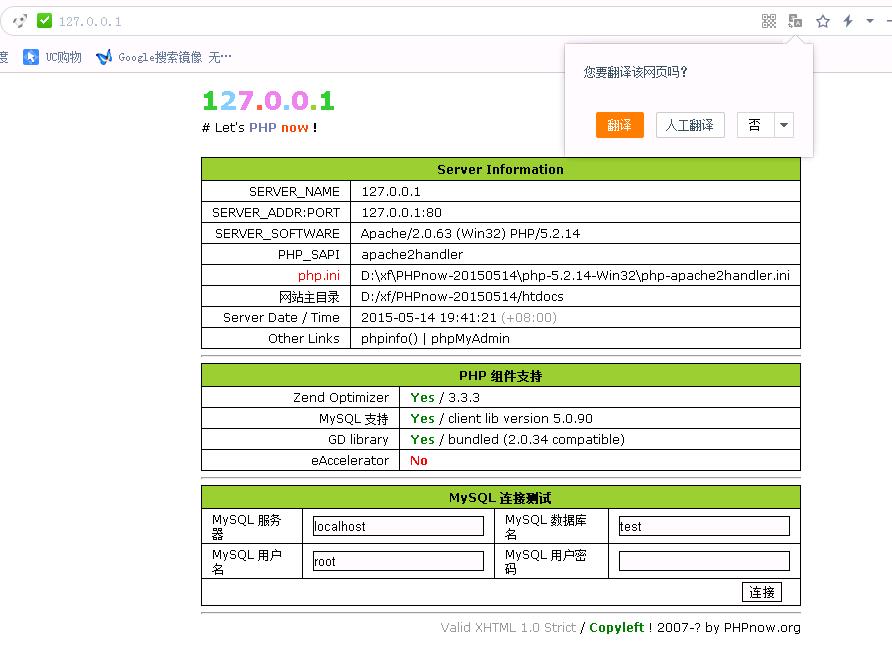 127.0.0.1
度 UC购物 Google搜索镜像 无…
您要翻译该网页吗?
翻译 人工翻译 否
127.0.0.1
# Let's PHP now !
Server Information
SERVER_NAME 127.0.0.1
SERVER_ADDR:PORT 127.0.0.1:80
SERVER_SOFTWARE Apache/2.0.63 (Win32) PHP/5.2.14
PHP_SAPI apache2handler
php.ini D:\xf\PHPnow-20150514\php-5.2.14-Win32\php-apache2handler.ini
网站主目录 D:/xf/PHPnow-20150514/htdocs
Server Date / Time 2015-05-14 19:41:21 (+08:00)
Other Links phpinfo() | phpMyAdmin
PHP 组件支持
Zend Optimizer Yes / 3.3.3
MySQL 支持 Yes / client lib version 5.0.90
GD library Yes / bundled (2.0.34 compatible)
eAccelerator No
MySQL 连接测试
MySQL 服务器 localhost MySQL 数据库名 test
MySQL 用户名 root MySQL 用户密码
连接
Valid XHTML 1.0 Strict / Copyleft ! 2007-? by PHPnow.org